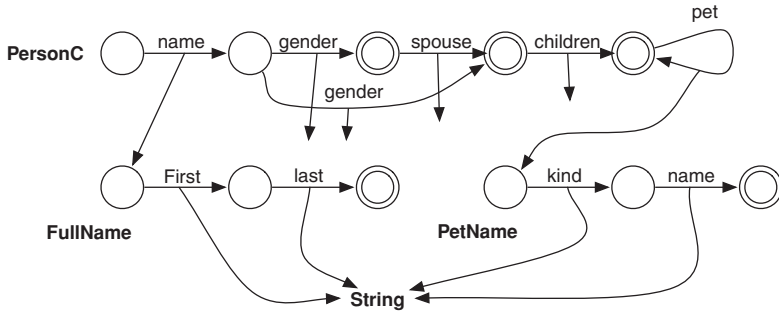 pet
PersonC name gender spouse children
gender
First last kind name
FullName PetName
String